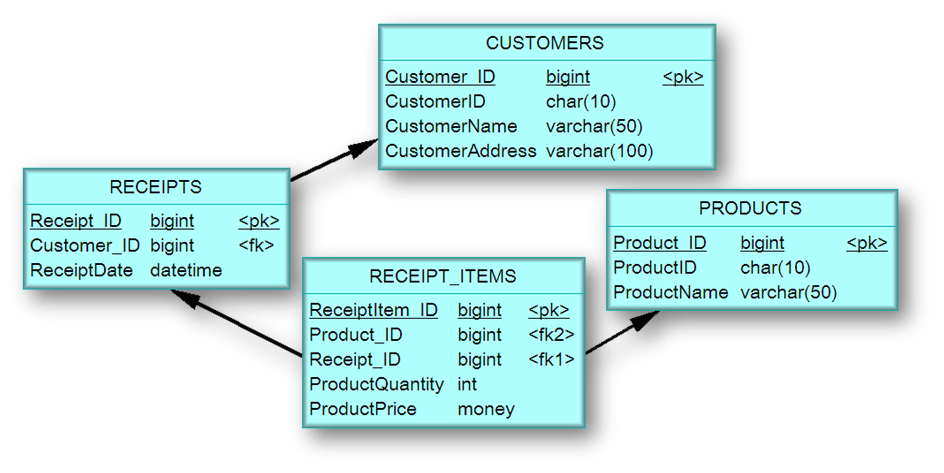 CUSTOMERS
Customer_ID bigint <pk>
CustomerID char(10)
CustomerName varchar(50)
CustomerAddress varchar(100)
RECEIPTS
Receipt_ID bigint <pk>
Customer_ID bigint <fk>
ReceiptDate datetime
PRODUCTS
Product_ID bigint <pk>
ProductID char(10)
ProductName varchar(50)
RECEIPT_ITEMS
ReceiptItem_ID bigint <pk>
Product_ID bigint <fk2>
Receipt_ID bigint <fk1>
ProductQuantity int
ProductPrice money